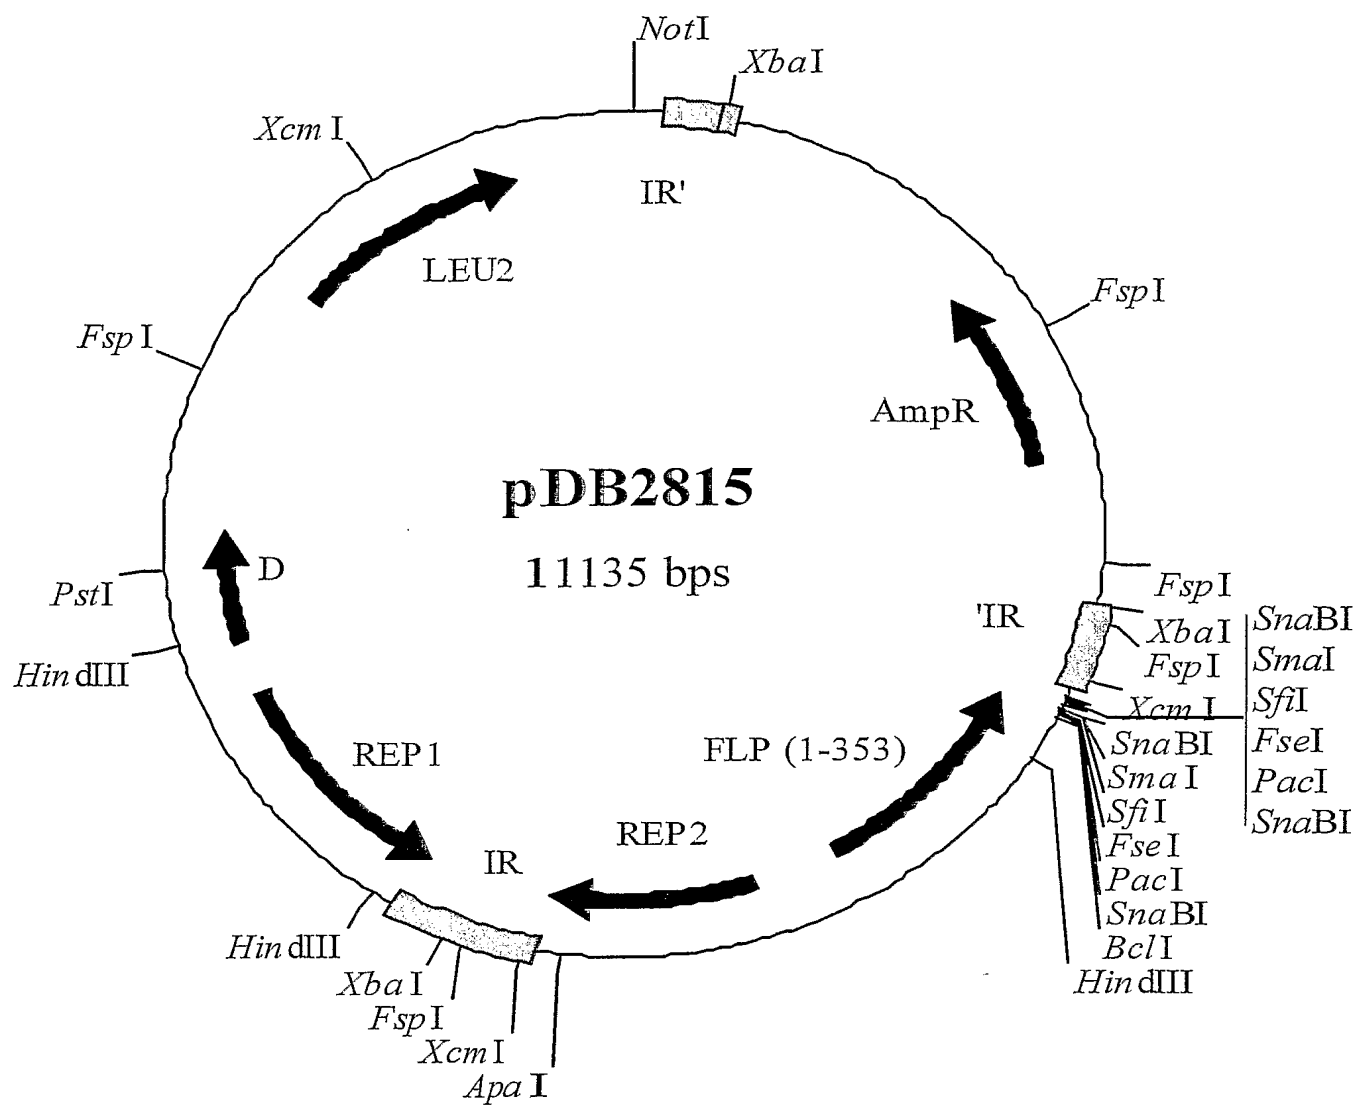 NotI
XbaI
XcmI
IR'
LEU2
FspI
FspI
AmpR
pDB2815
11135 bps
D
PstI
HindIII
FspI
'IR
XbaI
FspI
XcmI
SnaBI
SmaI
SfiI
FseI
PacI
SnaBI
BclI
HindIII
SnaBI
SmaI
SfiI
FseI
PacI
SnaBI
FLP (1-353)
REP1
REP2
IR
HindIII
XbaI
FspI
XcmI
ApaI